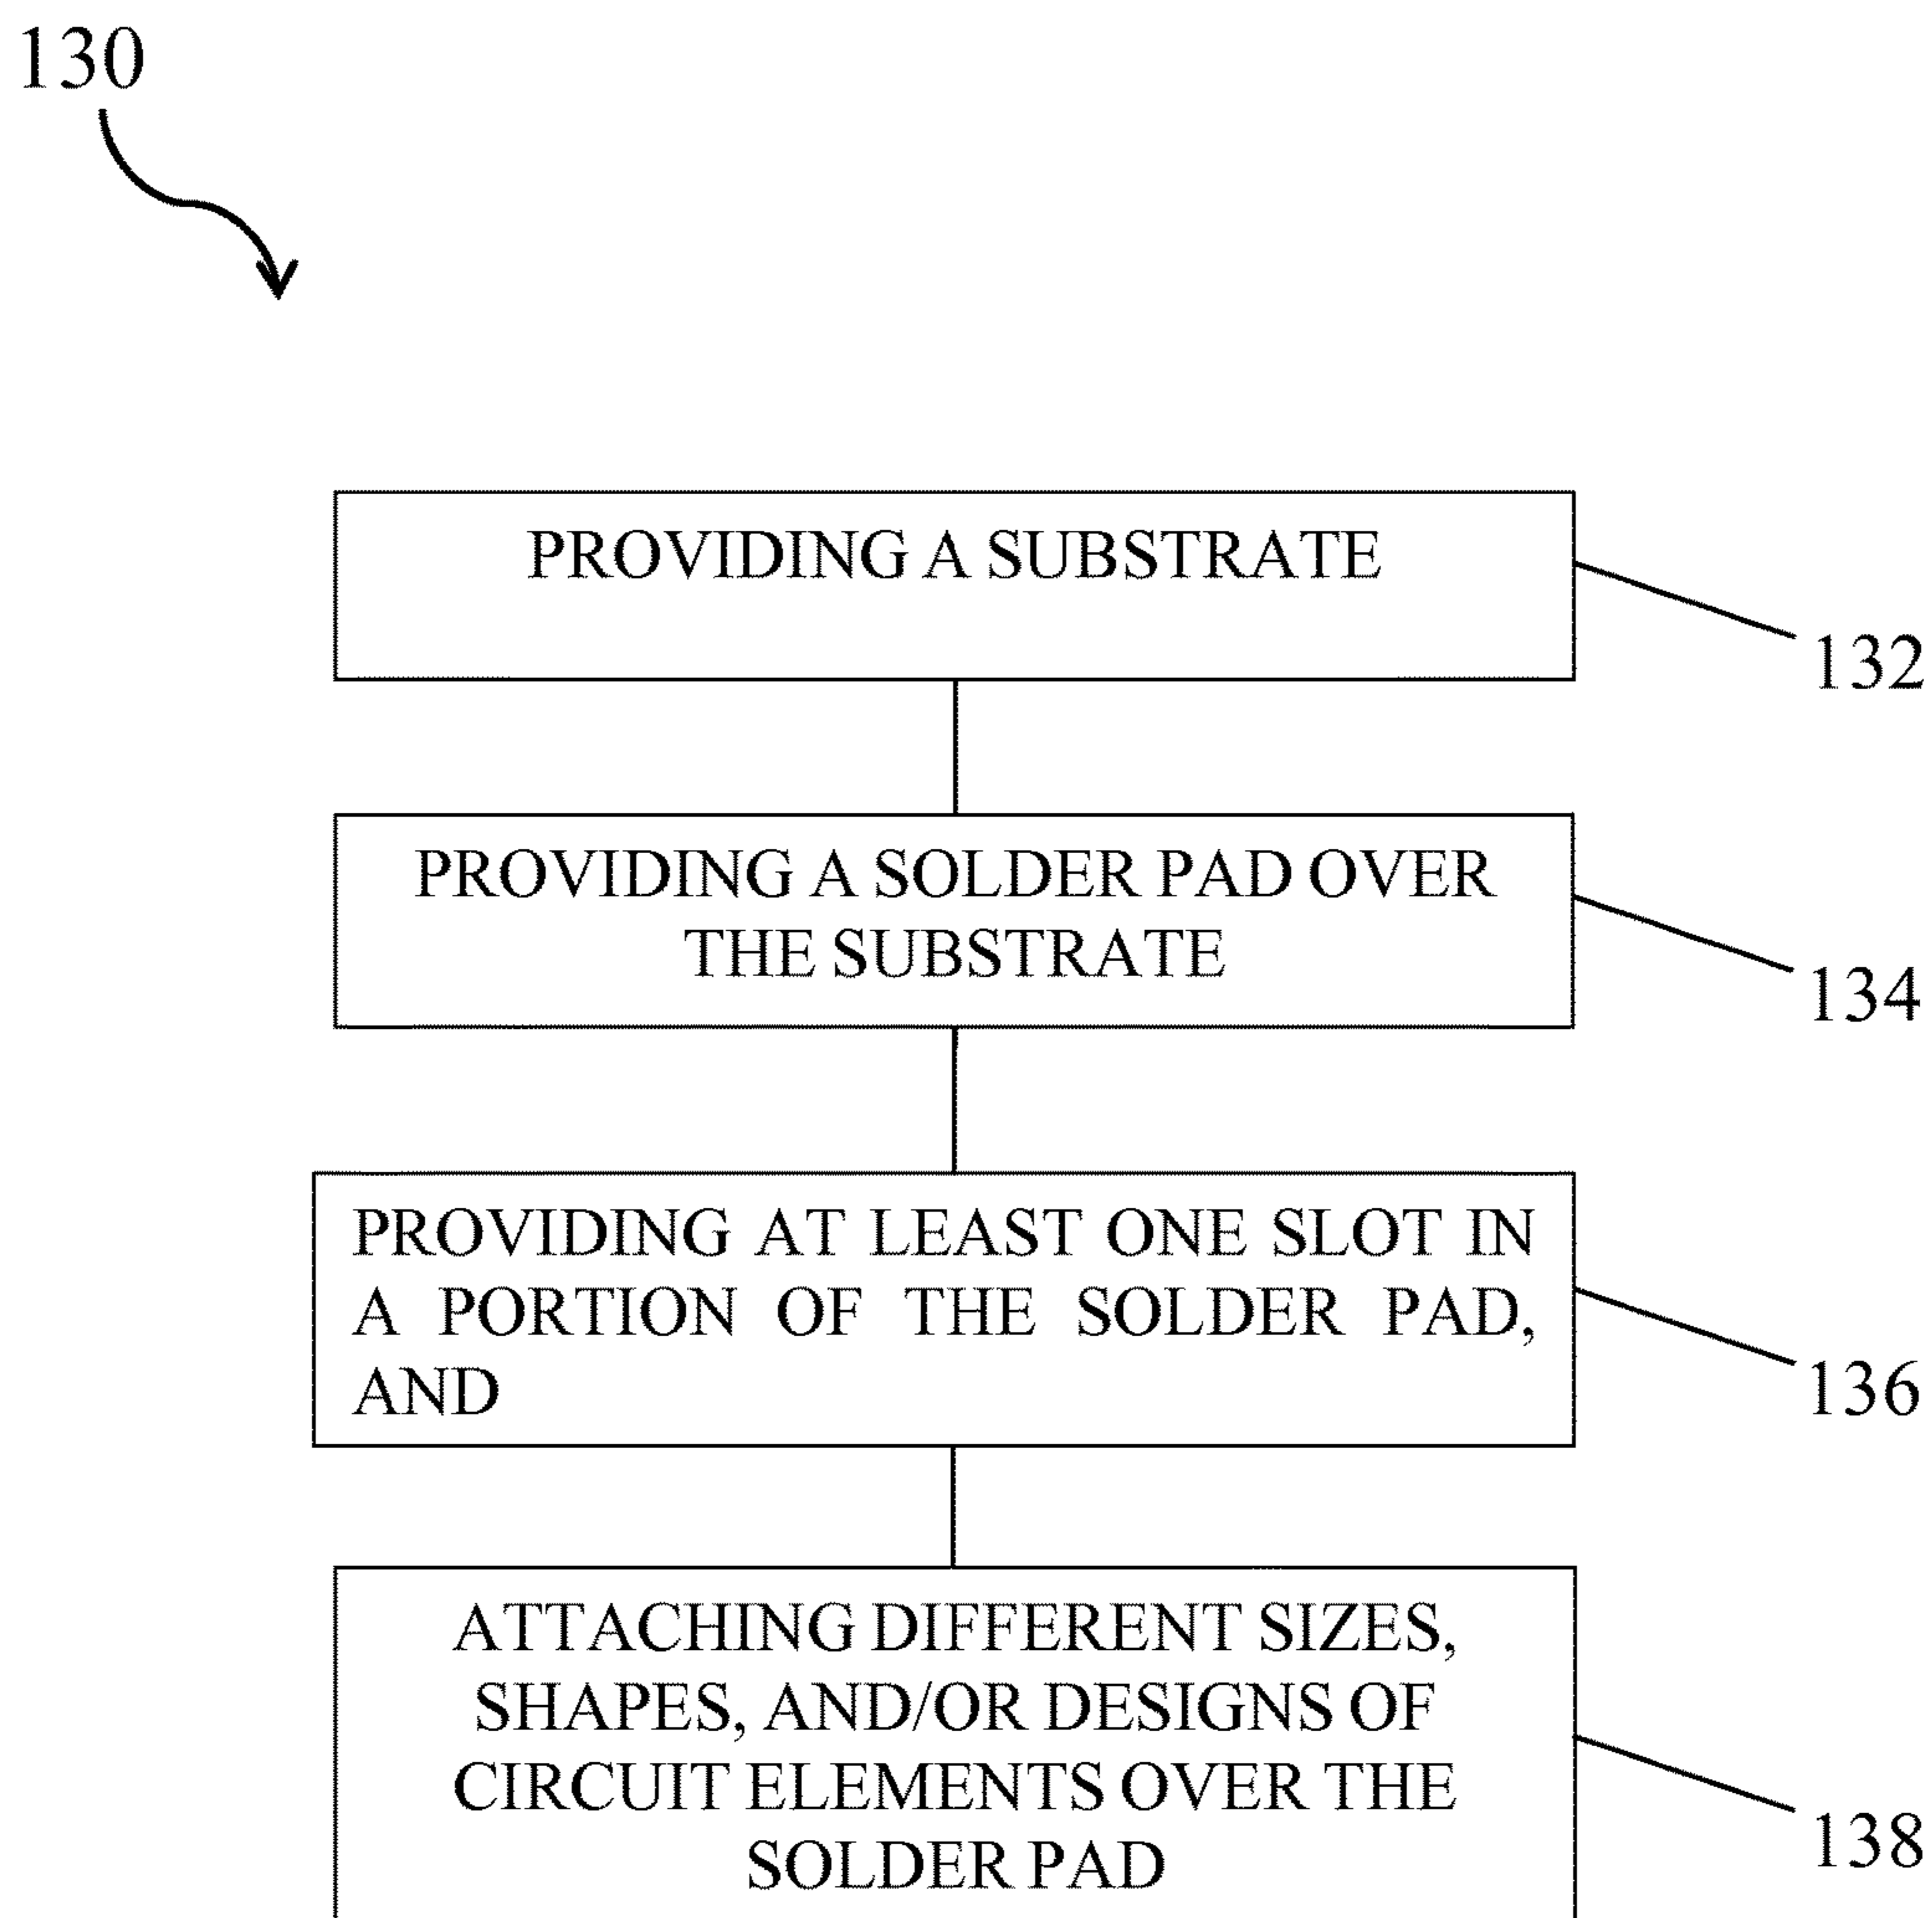 130
PROVIDING A SUBSTRATE
132
PROVIDING A SOLDER PAD OVER
THE SUBSTRATE
134
PROVIDING AT LEAST ONE SLOT IN
A PORTION OF THE SOLDER PAD,
AND
136
ATTACHING DIFFERENT SIZES,
SHAPES, AND/OR DESIGNS OF
CIRCUIT ELEMENTS OVER THE
SOLDER PAD
138